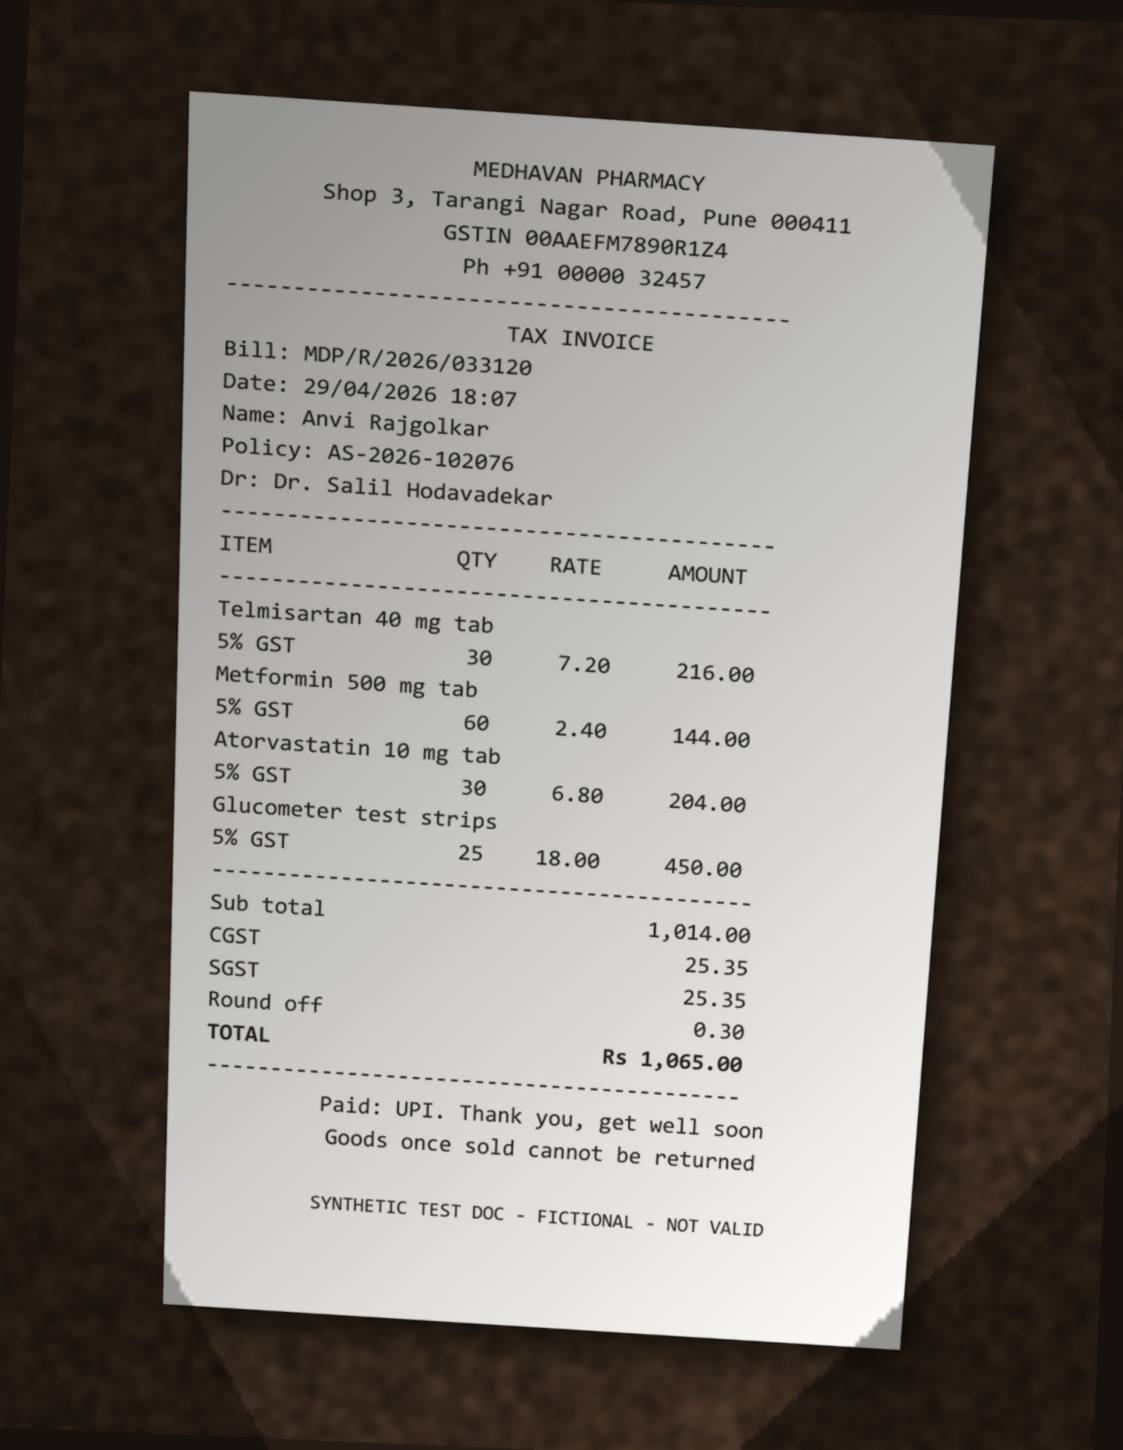 MEDHAVAN PHARMACY
Shop 3, Tarangi Nagar Road, Pune 000411
GSTIN 00AAEFM7890R1Z4
Ph +91 00000 32457
------------------------------------------
TAX INVOICE
Bill: MDP/R/2026/033120
Date: 29/04/2026 18:07
Name: Anvi Rajgolkar
Policy: AS-2026-102076
Dr: Dr. Salil Hodavadekar
------------------------------------------
ITEM QTY RATE AMOUNT
------------------------------------------
Telmisartan 40 mg tab
5% GST 30 7.20 216.00
Metformin 500 mg tab
5% GST 60 2.40 144.00
Atorvastatin 10 mg tab
5% GST 30 6.80 204.00
Glucometer test strips
5% GST 25 18.00 450.00
------------------------------------------
Sub total 1,014.00
CGST 25.35
SGST 25.35
Round off 0.30
TOTAL Rs 1,065.00
------------------------------------------
Paid: UPI. Thank you, get well soon
Goods once sold cannot be returned
SYNTHETIC TEST DOC - FICTIONAL - NOT VALID